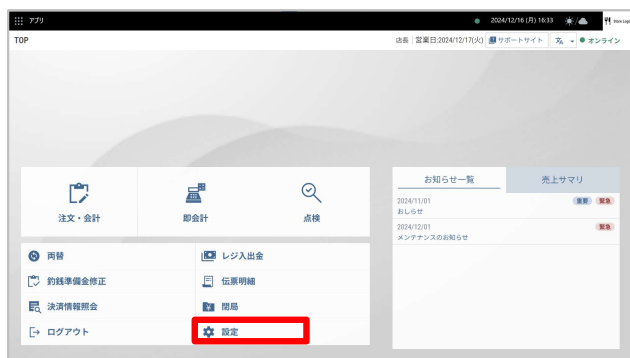 アプリ
2024/12/16 (月) 16:33
Store Logo
TOP
店長 営業日:2024/12/17(火) サポートサイト オンライン
お知らせ一覧 売上サマリ
2024/11/01 重要 緊急
おしらせ
2024/12/01 緊急
メンテナンスのお知らせ
注文・会計 即会計 点検
両替 レジ入出金
釣銭準備金修正 伝票明細
決済情報照会 閉局
ログアウト 設定